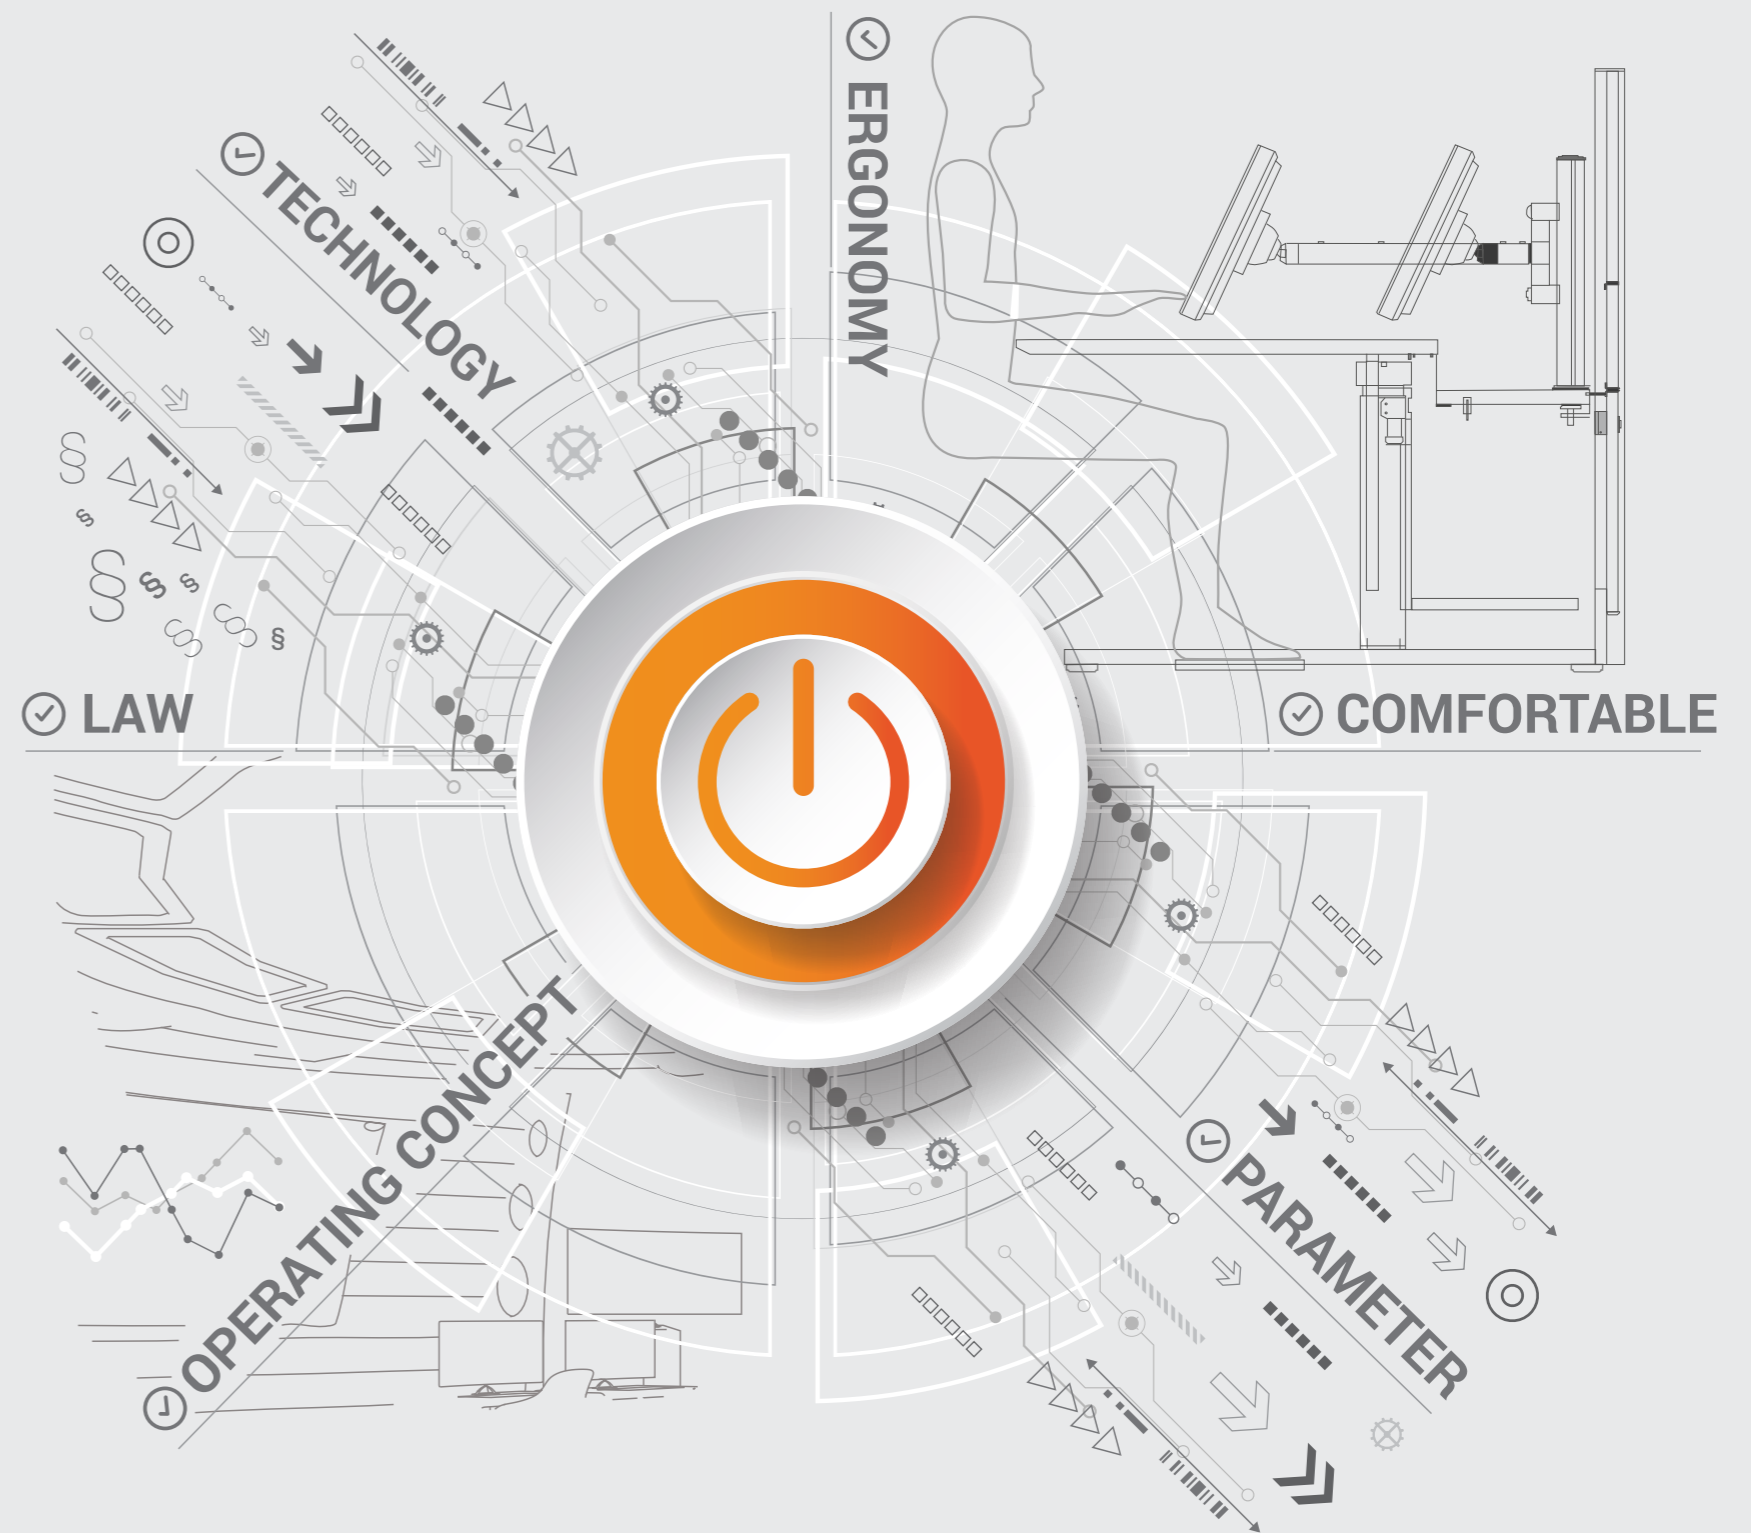 ERGONOMY
TECHNOLOGY
§
§
§
§
§
§
§
§
LAW
COMFORTABLE
OPERATING CONCEPT
PARAMETER